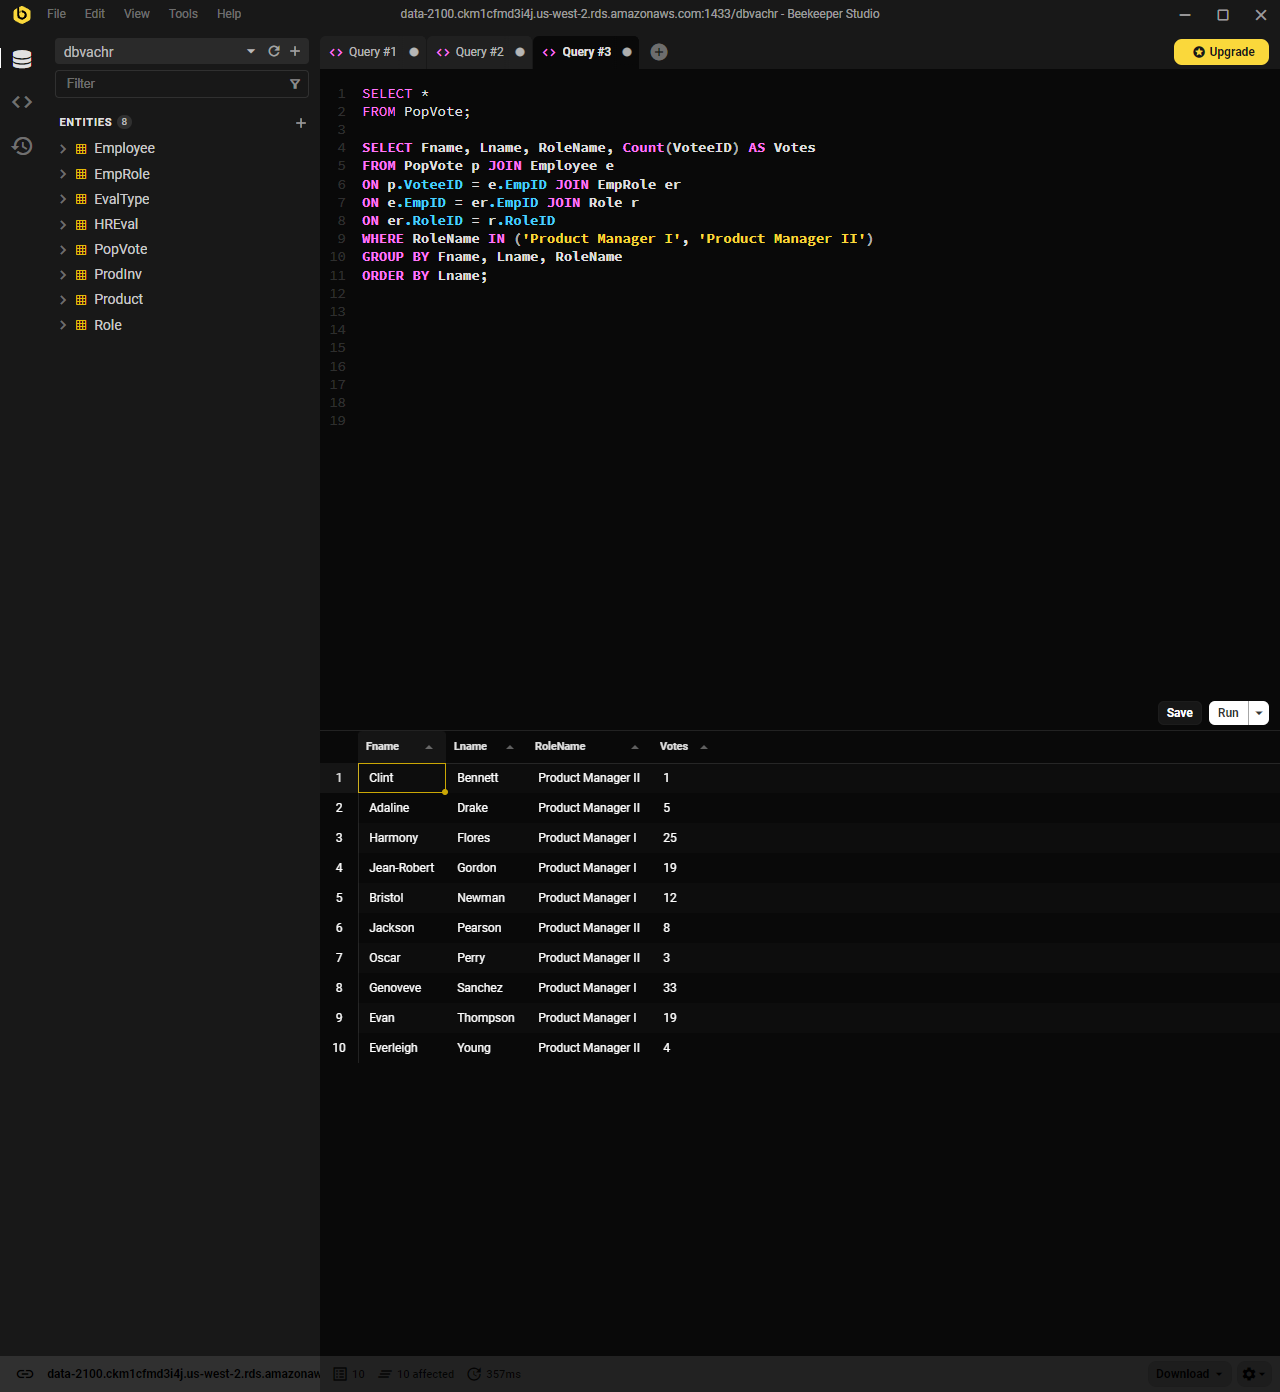 File Edit View Tools Help
data-2100.ckm1cfmd3i4j.us-west-2.rds.amazonaws.com:1433/dbvachr - Beekeeper Studio
dbvachr
Filter
ENTITIES 8
Employee
EmpRole
EvalType
HREval
PopVote
ProdInv
Product
Role
Query #1 Query #2 Query #3
Upgrade
1 SELECT *
2 FROM PopVote;
3
4 SELECT Fname, Lname, RoleName, Count(VoteeID) AS Votes
5 FROM PopVote p JOIN Employee e
6 ON p.VoteeID = e.EmpID JOIN EmpRole er
7 ON e.EmpID = er.EmpID JOIN Role r
8 ON er.RoleID = r.RoleID
9 WHERE RoleName IN ('Product Manager I', 'Product Manager II')
10 GROUP BY Fname, Lname, RoleName
11 ORDER BY Lname;
12
13
14
15
16
17
18
19
Save Run
Fname Lname RoleName Votes
1 Clint Bennett Product Manager II 1
2 Adaline Drake Product Manager II 5
3 Harmony Flores Product Manager I 25
4 Jean-Robert Gordon Product Manager I 19
5 Bristol Newman Product Manager I 12
6 Jackson Pearson Product Manager II 8
7 Oscar Perry Product Manager II 3
8 Genoveve Sanchez Product Manager I 33
9 Evan Thompson Product Manager I 19
10 Everleigh Young Product Manager II 4
data-2100.ckm1cfmd3i4j.us-west-2.rds.amazonaw 10 10 affected 357ms Download